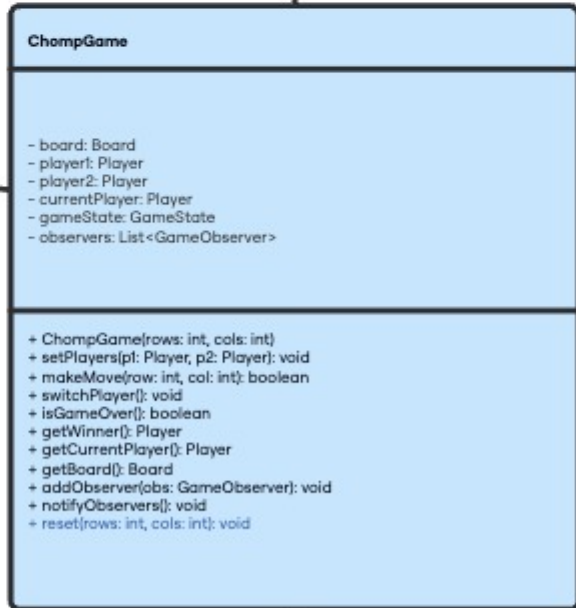 ChompGame
- board: Board
- player1: Player
- player2: Player
- currentPlayer: Player
- gameState: GameState
- observers: List<GameObserver>
+ ChompGame(rows: int, cols: int)
+ setPlayers(p1: Player, p2: Player): void
+ makeMove(row: int, col: int): boolean
+ switchPlayer(): void
+ isGameOver(): boolean
+ getWinner(): Player
+ getCurrentPlayer(): Player
+ getBoard(): Board
+ addObserver(obs: GameObserver): void
+ notifyObservers(): void
+ reset(rows: int, cols: int): void